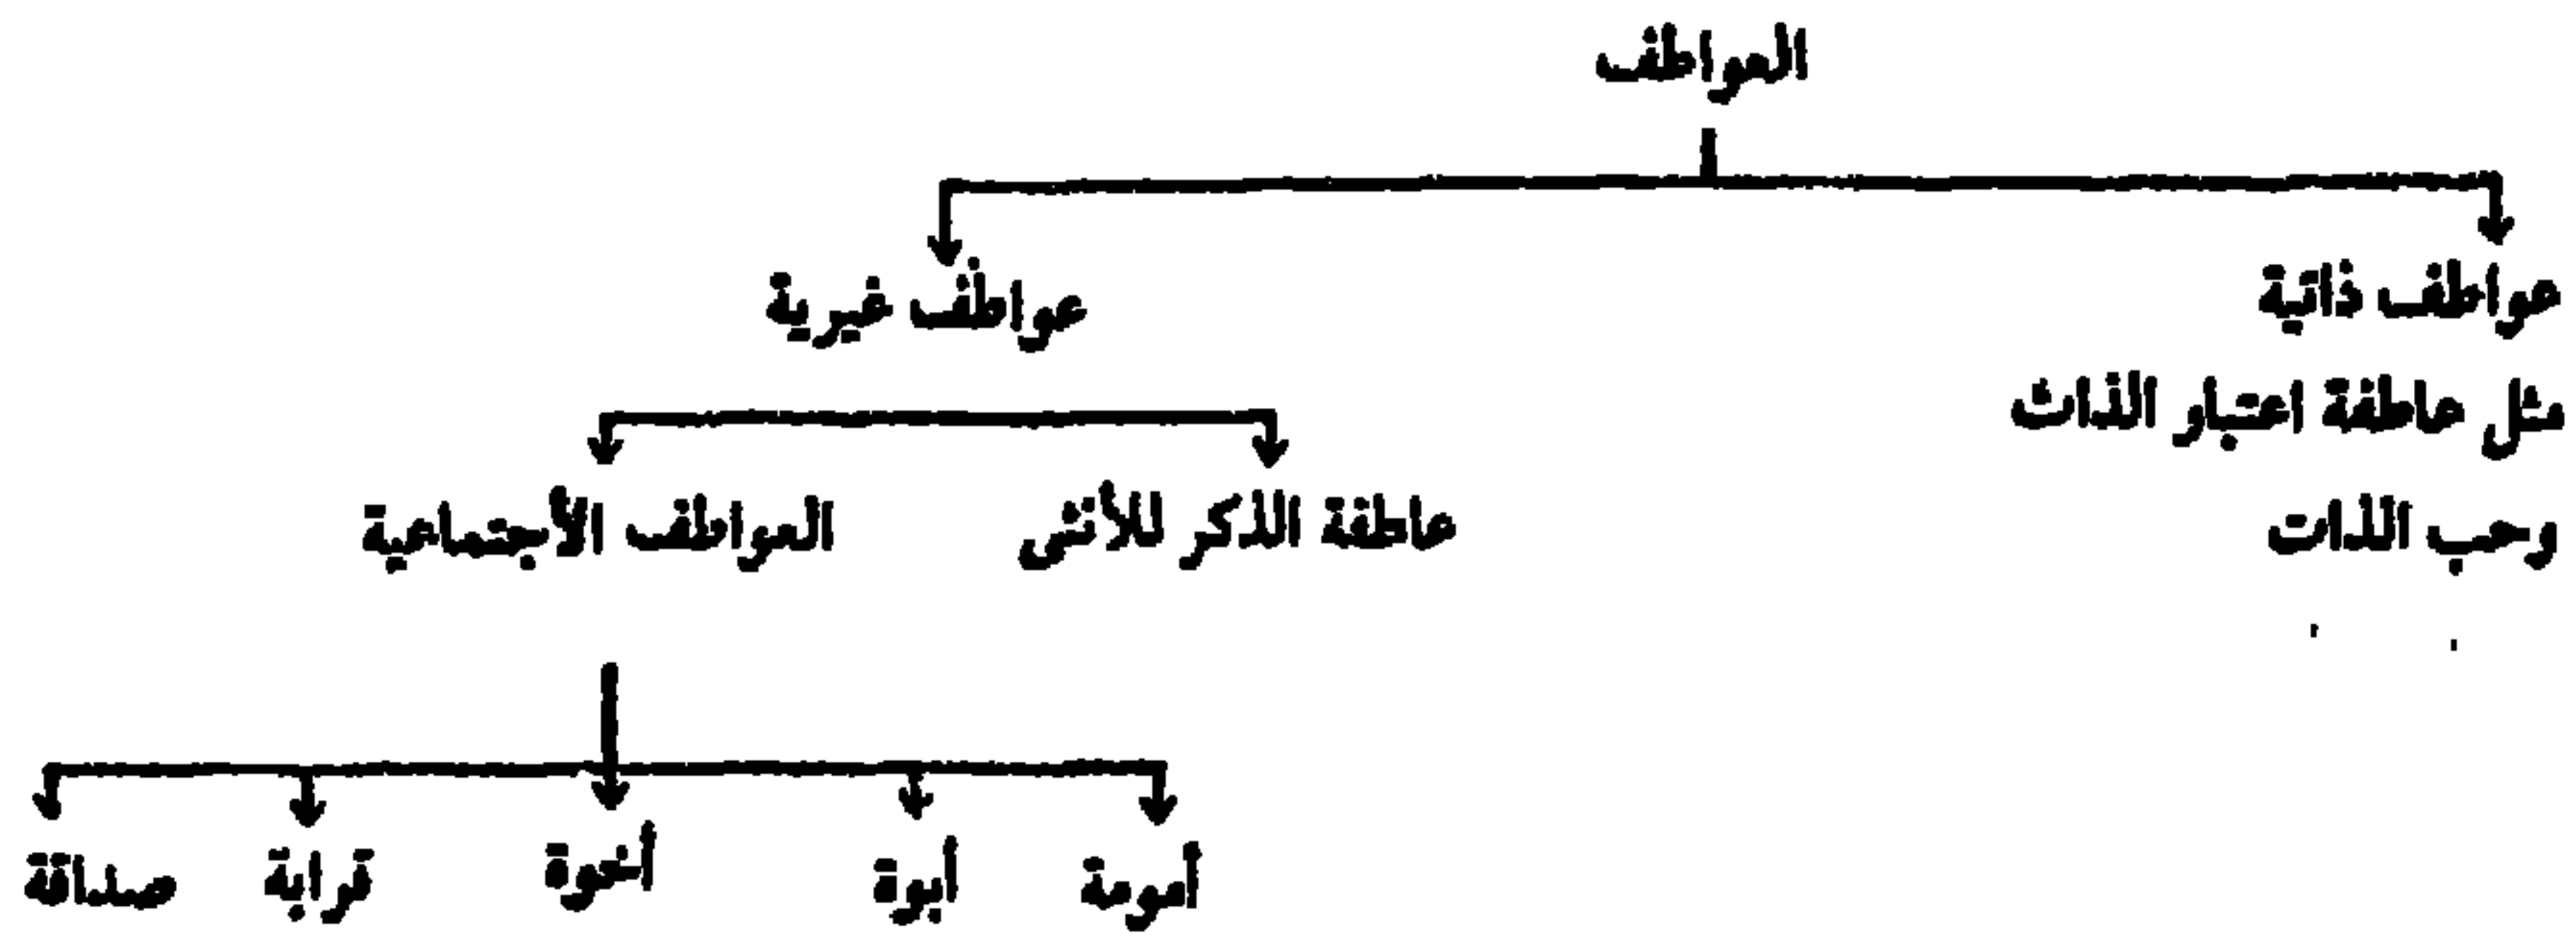 العواطف
عواطف ذاتية
مثل عاطفة اعتبار الذات
وحب الذات
عواطف غيرية
عاطفة الذكر للأنثى
العواطف الأجتماعية
أمومة
أبوة
أخوة
قرابة
صداقة